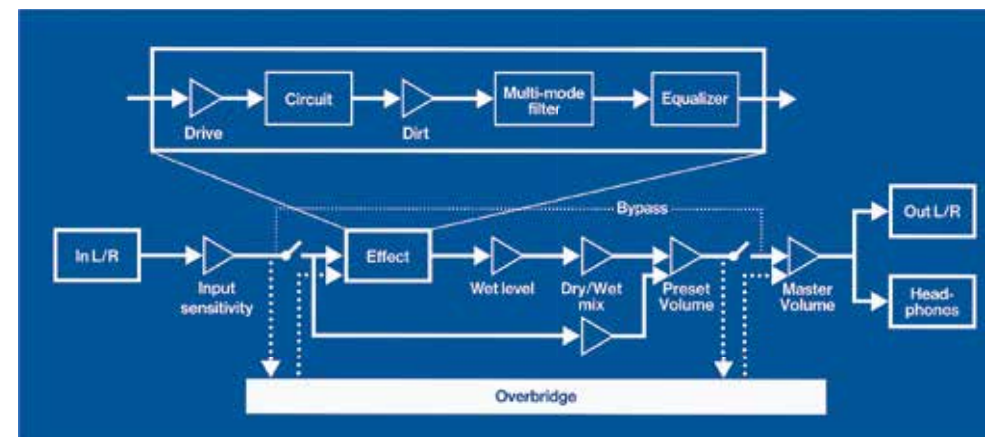 Circuit
Multi-mode
filter
Equalizer
Drive
Dirt
Bypass
In L/R
Effect
Out L/R
Input
sensitivity
Wet level
Dry/Wet
mix
Preset
Volume
Master
Volume
Head-
phones
Overbridge